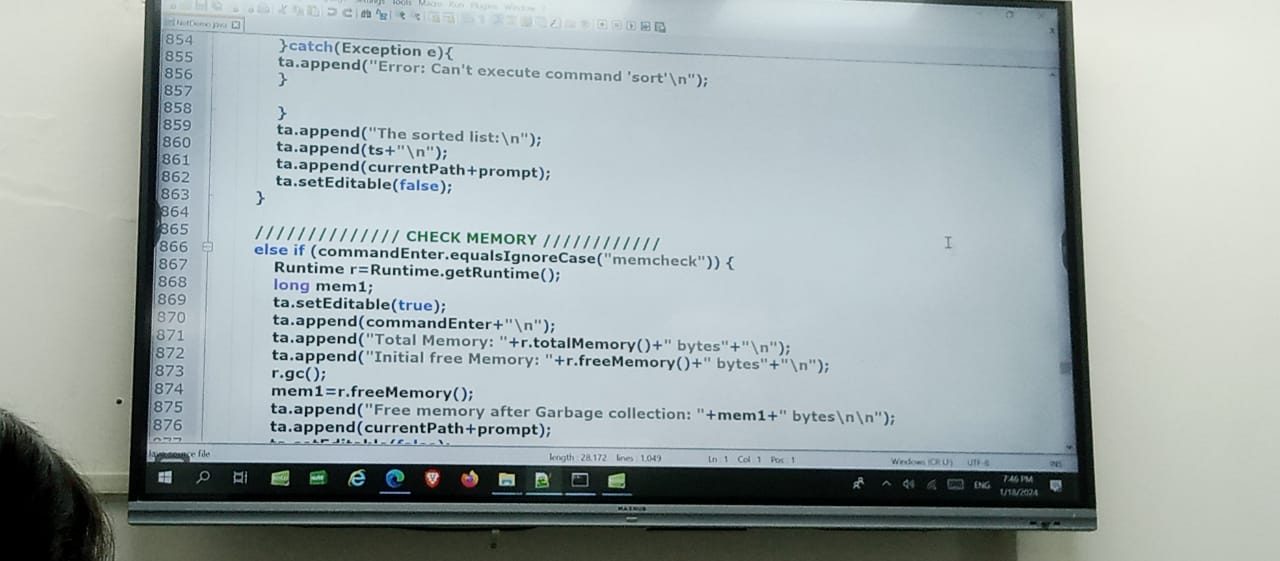 Settings Tools Macro Run Plugins Window ?
NetDemo.java
854 }catch(Exception e){
855 ta.append("Error: Can't execute command 'sort'\n");
856 }
857
858 }
859 ta.append("The sorted list:\n");
860 ta.append(ts+"\n");
861 ta.append(currentPath+prompt);
862 ta.setEditable(false);
863 }
864
865 ////////////// CHECK MEMORY ////////////
866 else if (commandEnter.equalsIgnoreCase("memcheck")) {
867 Runtime r=Runtime.getRuntime();
868 long mem1;
869 ta.setEditable(true);
870 ta.append(commandEnter+"\n");
871 ta.append("Total Memory: "+r.totalMemory()+" bytes"+"\n");
872 ta.append("Initial free Memory: "+r.freeMemory()+" bytes"+"\n");
873 r.gc();
874 mem1=r.freeMemory();
875 ta.append("Free memory after Garbage collection: "+mem1+" bytes\n\n");
876 ta.append(currentPath+prompt);
877 ta.setEditable(false);
Java source file length : 28,172 lines : 1,049 Ln : 1 Col : 1 Pos : 1 Windows (CR LF) UTF-8 INS
ENG 7:46 PM
1/18/2024